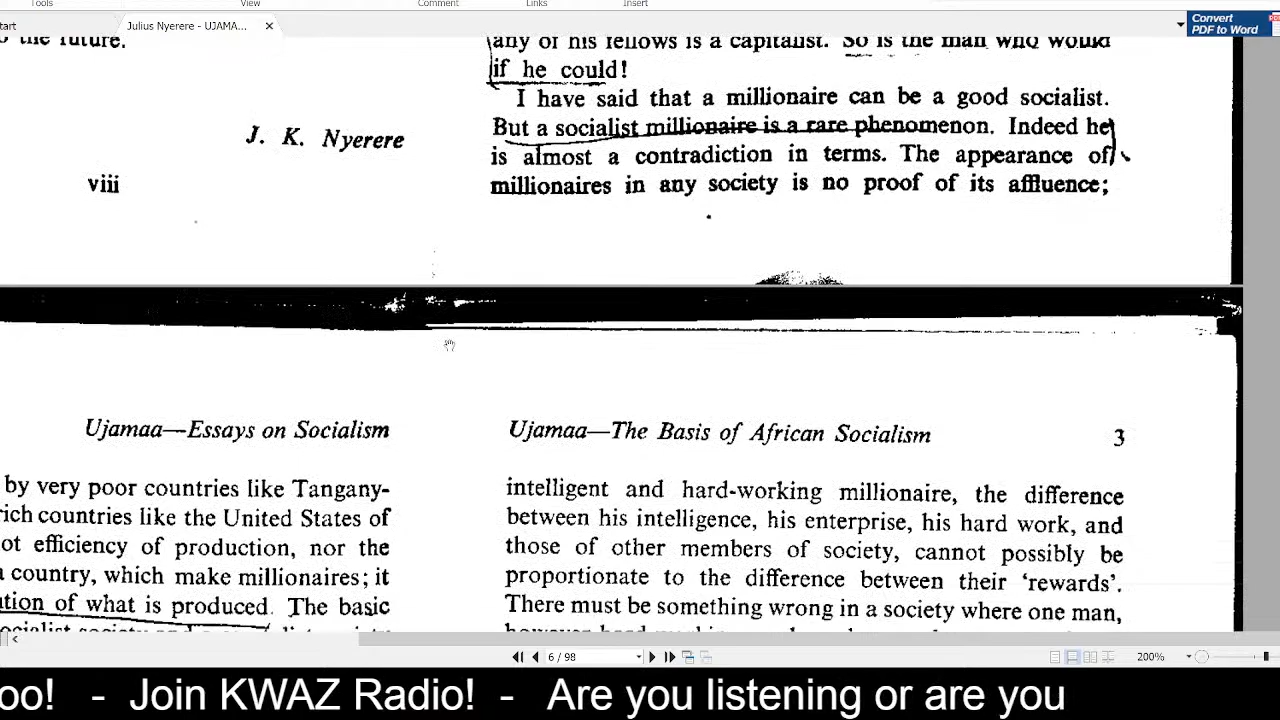 Tools View Comment Links Insert
tart
Julius Nyerere - UJAMA... ×
Convert
PDF to Word
the future.
J. K. Nyerere
viii
any of his fellows is a capitalist. So is the man who would
if he could!
I have said that a millionaire can be a good socialist.
But a socialist millionaire is a rare phenomenon. Indeed he
is almost a contradiction in terms. The appearance of
millionaires in any society is no proof of its affluence;
Ujamaa—Essays on Socialism
by very poor countries like Tangany-
rich countries like the United States of
ot efficiency of production, nor the
a country, which make millionaires; it
ution of what is produced. The basic
Ujamaa—The Basis of African Socialism 3
intelligent and hard-working millionaire, the difference
between his intelligence, his enterprise, his hard work, and
those of other members of society, cannot possibly be
proportionate to the difference between their ‘rewards’.
There must be something wrong in a society where one man,
6 / 98
200%
oo! - Join KWAZ Radio! - Are you listening or are you